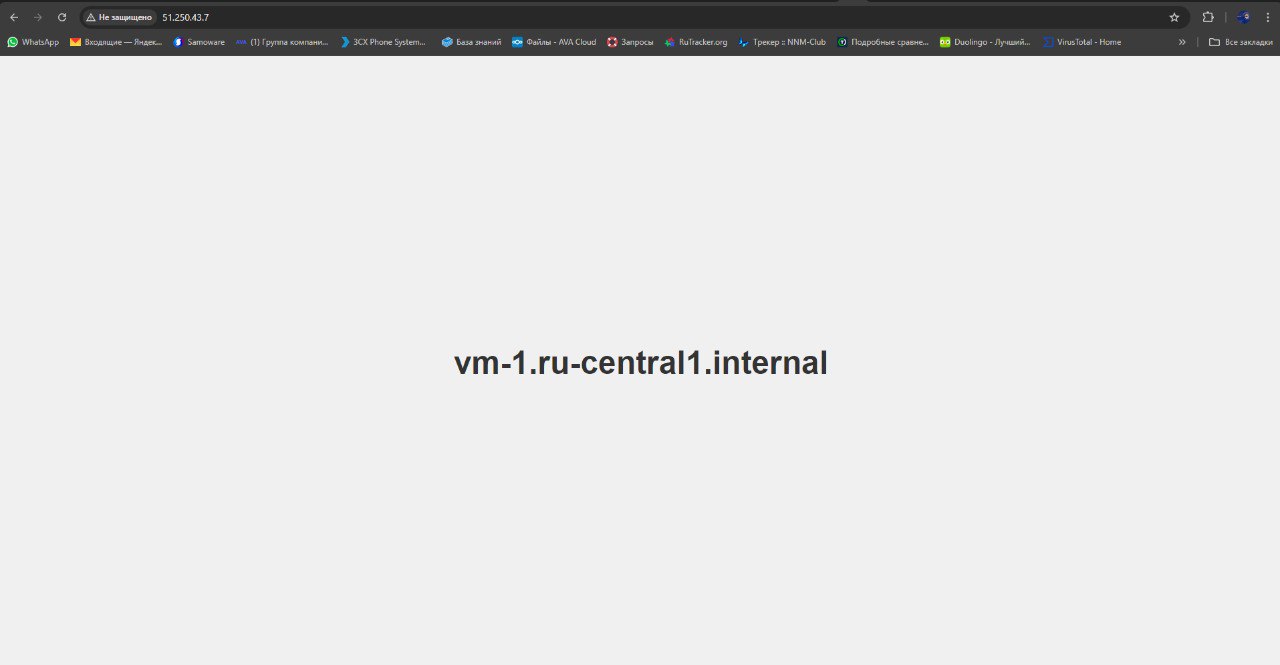 Не защищено 51.250.43.7
WhatsApp Входящие — Яндек... Samoware (1) Группа компани... 3CX Phone System... База знаний Файлы - AVA Cloud Запросы RuTracker.org Трекер :: NNM-Club Подробные сравне... Duolingo - Лучший... VirusTotal - Home » Все закладки
vm-1.ru-central1.internal